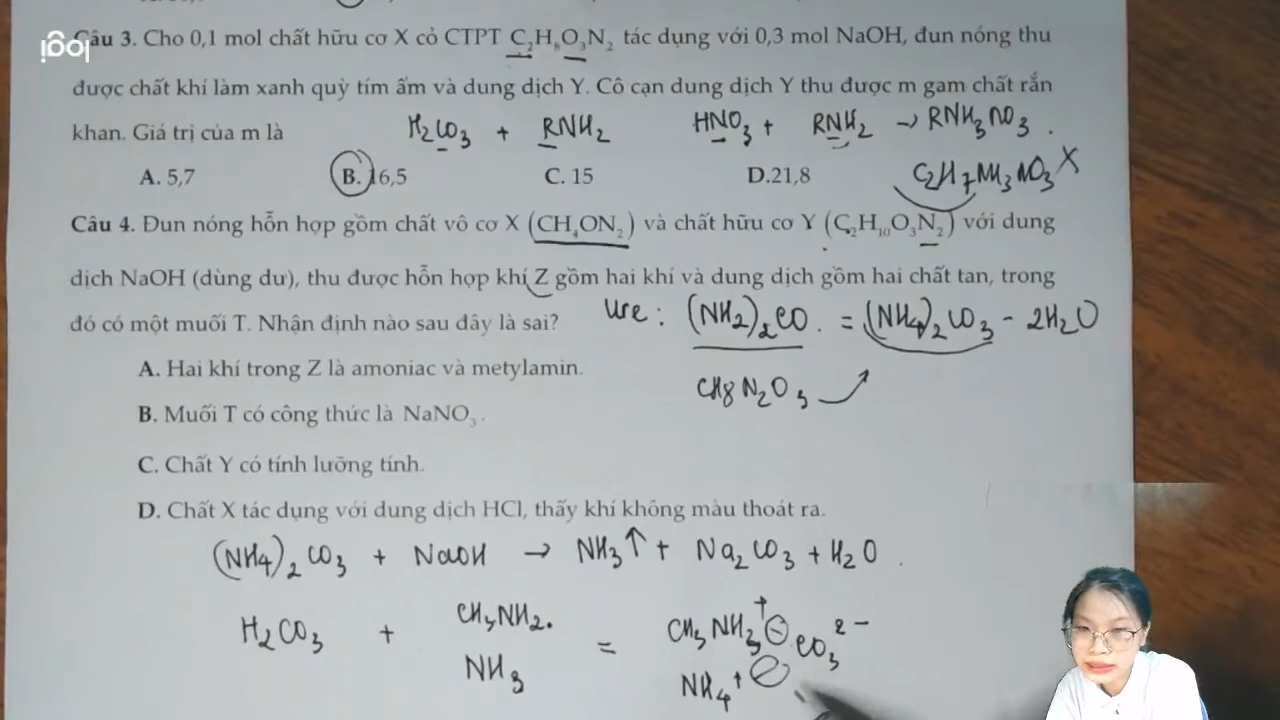 logi
Câu 3. Cho 0,1 mol chất hữu cơ X có CTPT C₂H₈O₃N₂ tác dụng với 0,3 mol NaOH, đun nóng thu
được chất khí làm xanh quỳ tím ẩm và dung dịch Y. Cô cạn dung dịch Y thu được m gam chất rắn
khan. Giá trị của m là
H₂CO₃ + RNH₂ HNO₃ + RNH₂ → RNH₃NO₃.
A. 5,7 B. 16,5 C. 15 D.21,8
C₂H₇NH₃NO₃ X
Câu 4. Đun nóng hỗn hợp gồm chất vô cơ X (CH₄ON₂) và chất hữu cơ Y (C₂H₁₀O₃N₂) với dung
dịch NaOH (dùng dư), thu được hỗn hợp khí Z gồm hai khí và dung dịch gồm hai chất tan, trong
đó có một muối T. Nhận định nào sau đây là sai?
Ure : (NH₂)₂CO. = (NH₄)₂CO₃ - 2H₂O
A. Hai khí trong Z là amoniac và metylamin.
CH₈N₂O₃
B. Muối T có công thức là NaNO₃.
C. Chất Y có tính lưỡng tính.
D. Chất X tác dụng với dung dịch HCl, thấy khí không màu thoát ra.
(NH₄)₂CO₃ + NaOH → NH₃↑ + Na₂CO₃ + H₂O.
H₂CO₃ + CH₃NH₂. = CH₃NH₃⁺ ⊖ CO₃²⁻
NH₃ NH₄⁺ ⊖